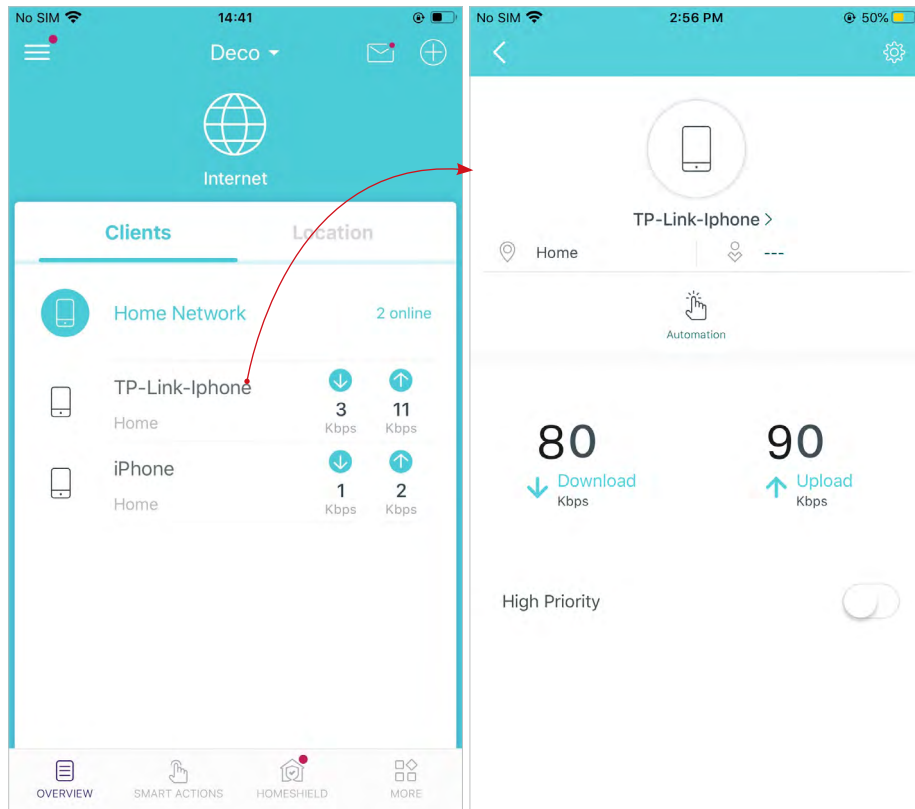 No SIM 14:41
Deco
Internet
Clients Location
Home Network 2 online
TP-Link-Iphone
Home
3 11
Kbps Kbps
iPhone
Home
1 2
Kbps Kbps
OVERVIEW SMART ACTIONS HOMESHIELD MORE
No SIM 2:56 PM 50%
TP-Link-Iphone >
Home ---
Automation
80 90
Download Upload
Kbps Kbps
High Priority